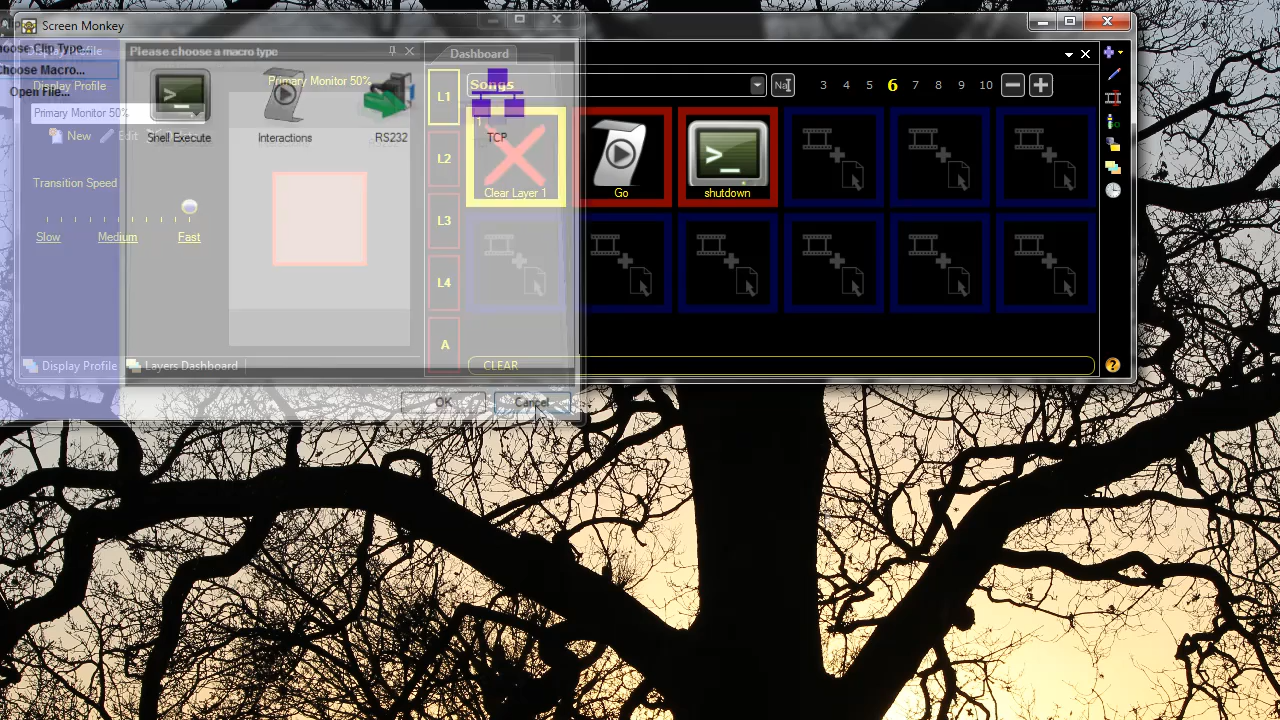 Screen Monkey
Choose Clip Type...
Choose Macro...
Open File...
Please choose a macro type
Display Profile
Display Profile
Primary Monitor 50%
New
Edit
Transition Speed
Slow
Medium
Fast
Display Profile
Layers Dashboard
Primary Monitor 50%
Shell Execute
Interactions
RS232
TCP
OK
Cancel
Dashboard
L1
L2
L3
L4
A
Songs
1
3 4 5 6 7 8 9 10
Clear Layer 1
Go
shutdown
CLEAR